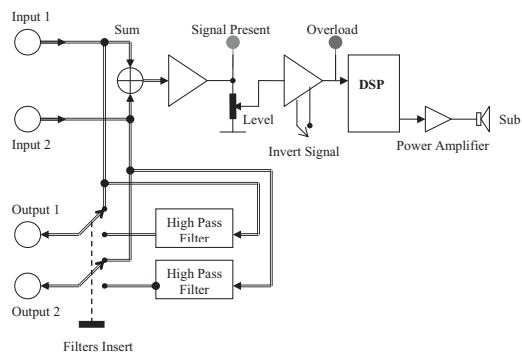 Input 1
Sum
Signal Present
Overload
DSP
Input 2
Level
Invert Signal
Power Amplifier
Sub
Output 1
High Pass
Filter
High Pass
Filter
Output 2
Filters Insert